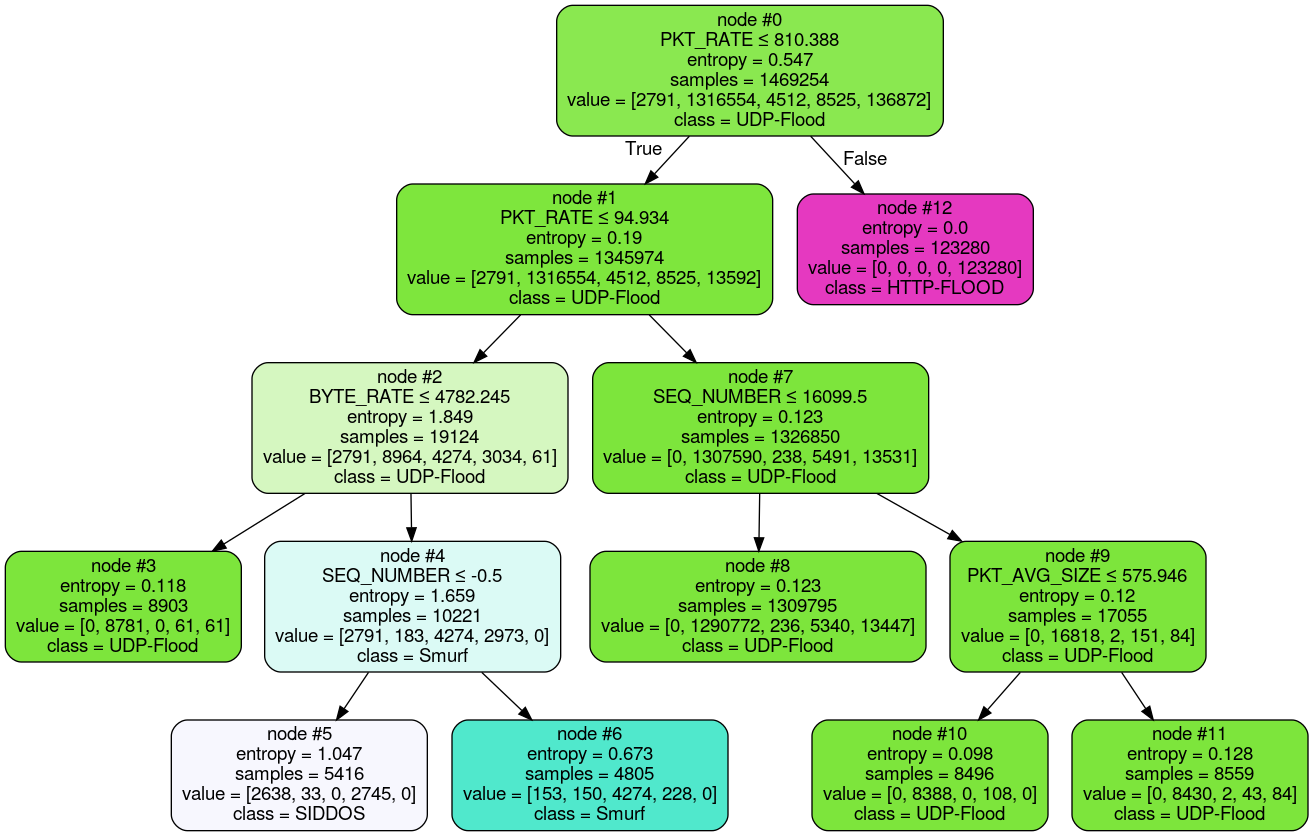 node #0
PKT_RATE ≤ 810.388
entropy = 0.547
samples = 1469254
value = [2791, 1316554, 4512, 8525, 136872]
class = UDP-Flood
True
False
node #1
PKT_RATE ≤ 94.934
entropy = 0.19
samples = 1345974
value = [2791, 1316554, 4512, 8525, 13592]
class = UDP-Flood
node #12
entropy = 0.0
samples = 123280
value = [0, 0, 0, 0, 123280]
class = HTTP-FLOOD
node #2
BYTE_RATE ≤ 4782.245
entropy = 1.849
samples = 19124
value = [2791, 8964, 4274, 3034, 61]
class = UDP-Flood
node #7
SEQ_NUMBER ≤ 16099.5
entropy = 0.123
samples = 1326850
value = [0, 1307590, 238, 5491, 13531]
class = UDP-Flood
node #3
entropy = 0.118
samples = 8903
value = [0, 8781, 0, 61, 61]
class = UDP-Flood
node #4
SEQ_NUMBER ≤ -0.5
entropy = 1.659
samples = 10221
value = [2791, 183, 4274, 2973, 0]
class = Smurf
node #8
entropy = 0.123
samples = 1309795
value = [0, 1290772, 236, 5340, 13447]
class = UDP-Flood
node #9
PKT_AVG_SIZE ≤ 575.946
entropy = 0.12
samples = 17055
value = [0, 16818, 2, 151, 84]
class = UDP-Flood
node #5
entropy = 1.047
samples = 5416
value = [2638, 33, 0, 2745, 0]
class = SIDDOS
node #6
entropy = 0.673
samples = 4805
value = [153, 150, 4274, 228, 0]
class = Smurf
node #10
entropy = 0.098
samples = 8496
value = [0, 8388, 0, 108, 0]
class = UDP-Flood
node #11
entropy = 0.128
samples = 8559
value = [0, 8430, 2, 43, 84]
class = UDP-Flood